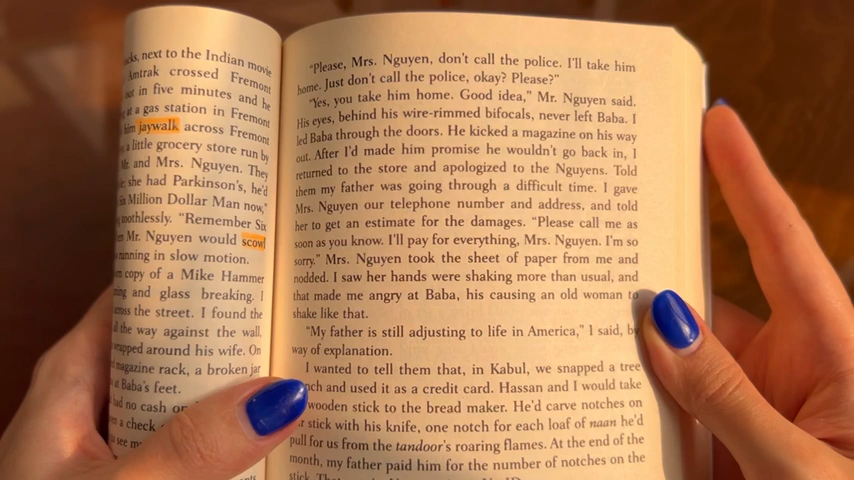 cks, next to the Indian movie
Amtrak crossed Fremont
in five minutes and he
at a gas station in Fremont
him jaywalk across Fremont
a little grocery store run by
Mr. and Mrs. Nguyen. They
she had Parkinson's, he'd
Six Million Dollar Man now,"
toothlessly. "Remember Six
Mr. Nguyen would scowl
running in slow motion.
copy of a Mike Hammer
and glass breaking. I
across the street. I found the
all the way against the wall,
wrapped around his wife. On
magazine rack, a broken jar
at Baba's feet.
had no cash on
a check
see my
"Please, Mrs. Nguyen, don't call the police. I'll take him
home. Just don't call the police, okay? Please?"
"Yes, you take him home. Good idea," Mr. Nguyen said.
His eyes, behind his wire-rimmed bifocals, never left Baba. I
led Baba through the doors. He kicked a magazine on his way
out. After I'd made him promise he wouldn't go back in, I
returned to the store and apologized to the Nguyens. Told
them my father was going through a difficult time. I gave
Mrs. Nguyen our telephone number and address, and told
her to get an estimate for the damages. "Please call me as
soon as you know. I'll pay for everything, Mrs. Nguyen. I'm so
sorry." Mrs. Nguyen took the sheet of paper from me and
nodded. I saw her hands were shaking more than usual, and
that made me angry at Baba, his causing an old woman to
shake like that.
"My father is still adjusting to life in America," I said, by
way of explanation.
I wanted to tell them that, in Kabul, we snapped a tree
nch and used it as a credit card. Hassan and I would take
wooden stick to the bread maker. He'd carve notches on
stick with his knife, one notch for each loaf of naan he'd
pull for us from the tandoor's roaring flames. At the end of the
month, my father paid him for the number of notches on the
stick.